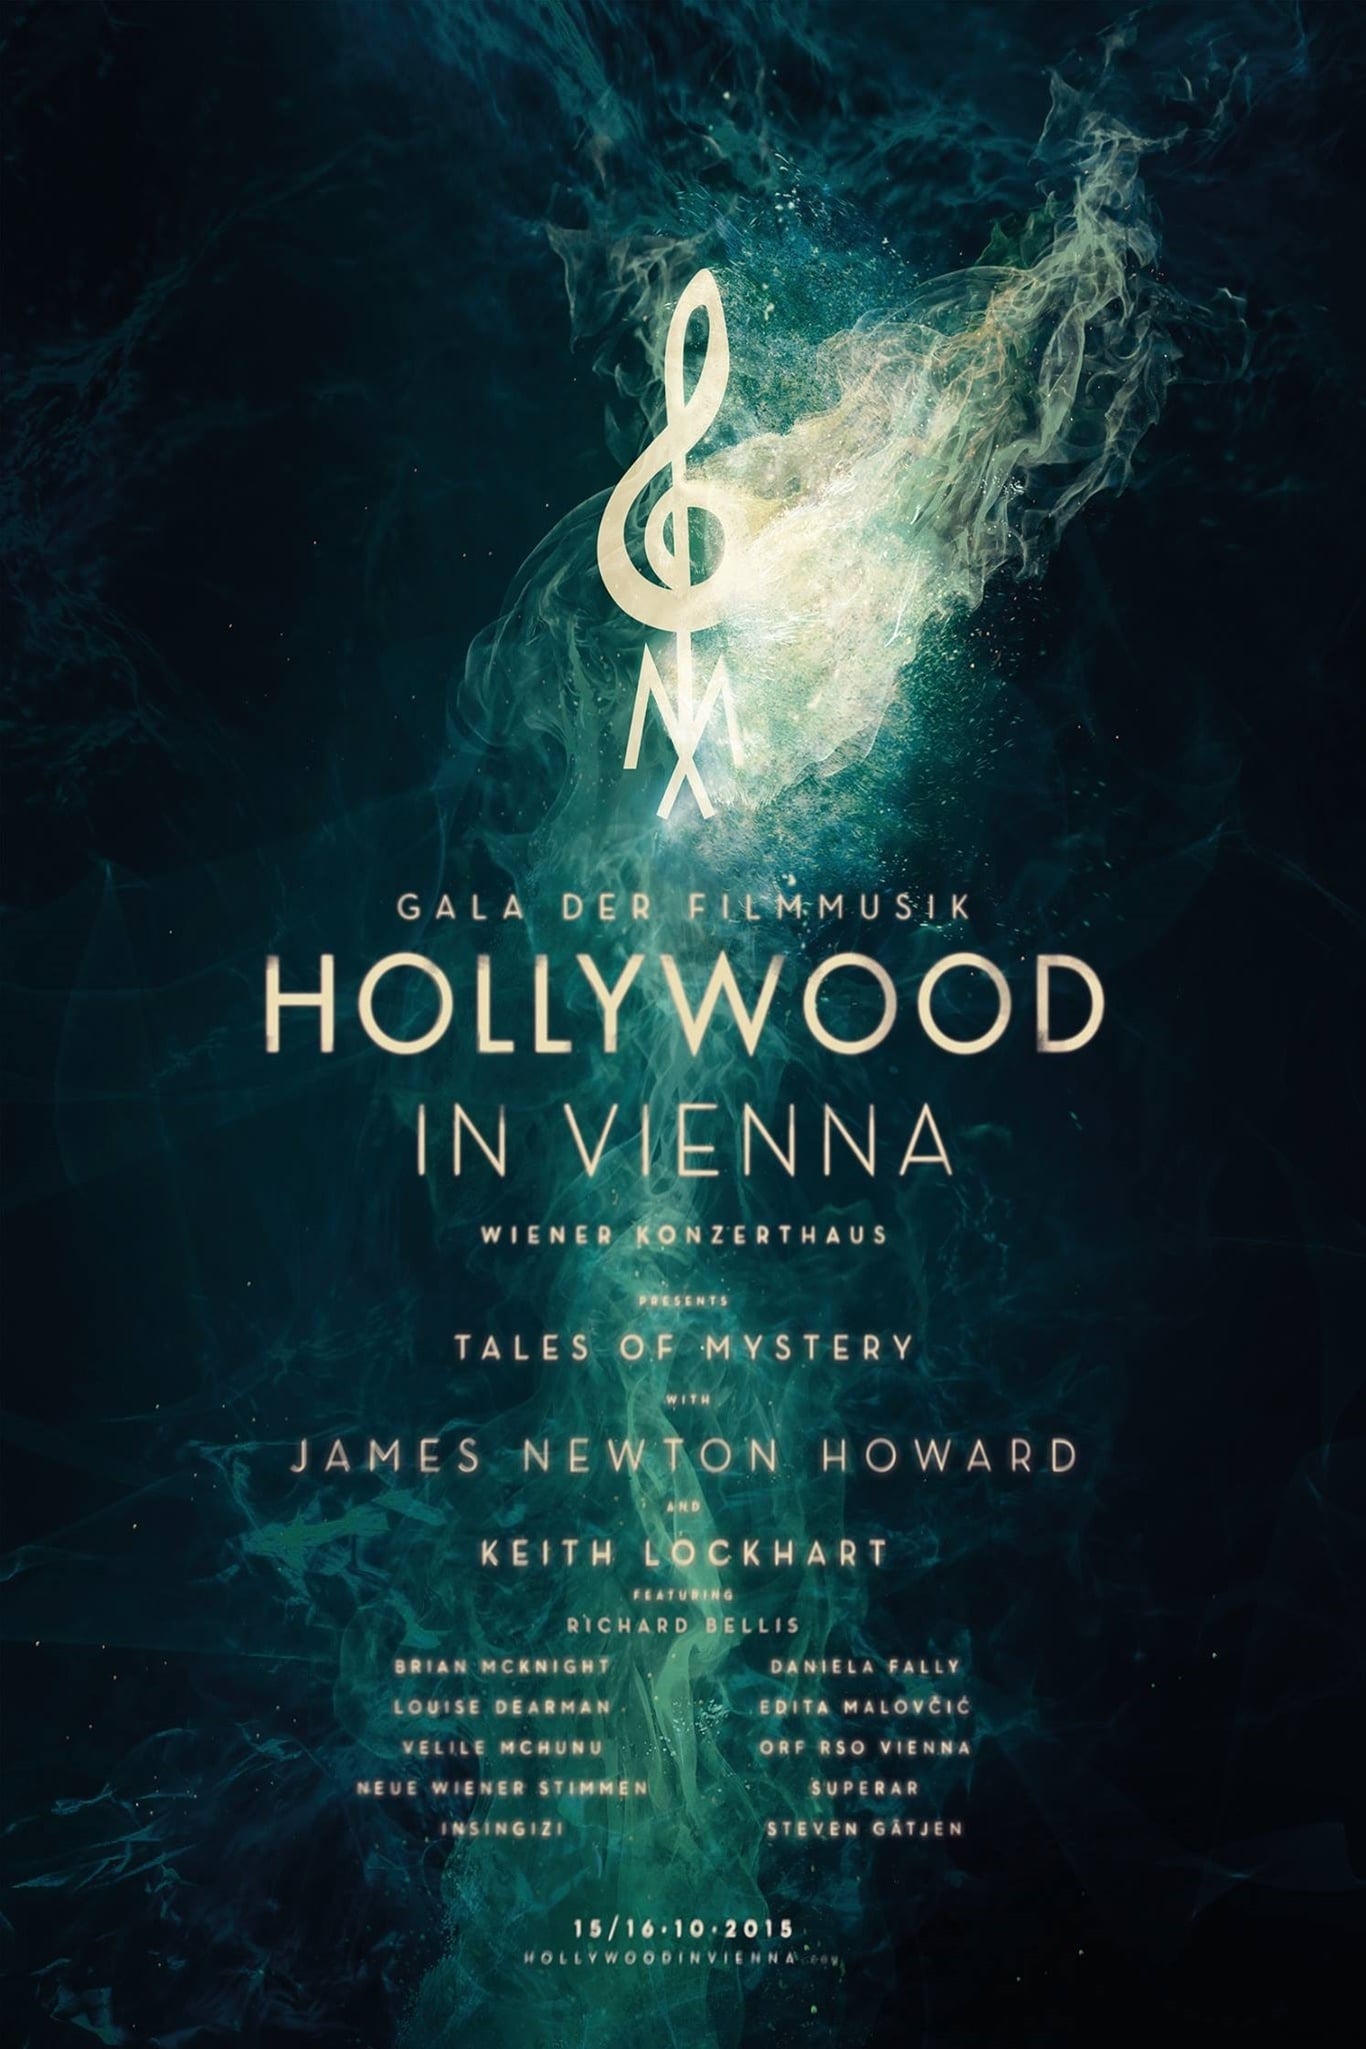 GALA DER FILMMUSIK
HOLLYWOOD
IN VIENNA
WIENER KONZERTHAUS
PRESENTS
TALES OF MYSTERY
WITH
JAMES NEWTON HOWARD
AND
KEITH LOCKHART
FEATURING
RICHARD BELLIS
BRIAN MCKNIGHT
DANIELA FALLY
LOUISE DEARMAN
EDITA MALOVČIĆ
VELILE MCHUNU
ORF RSO VIENNA
NEUE WIENER STIMMEN
SUPERAR
INSINGIZI
STEVEN GÄTJEN
15/16·10·2015
HOLLYWOODINVIENNA